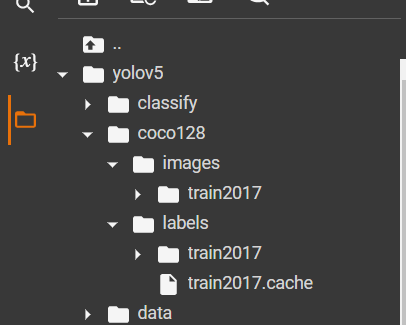 ..
{x}
yolov5
classify
coco128
images
train2017
labels
train2017
train2017.cache
data